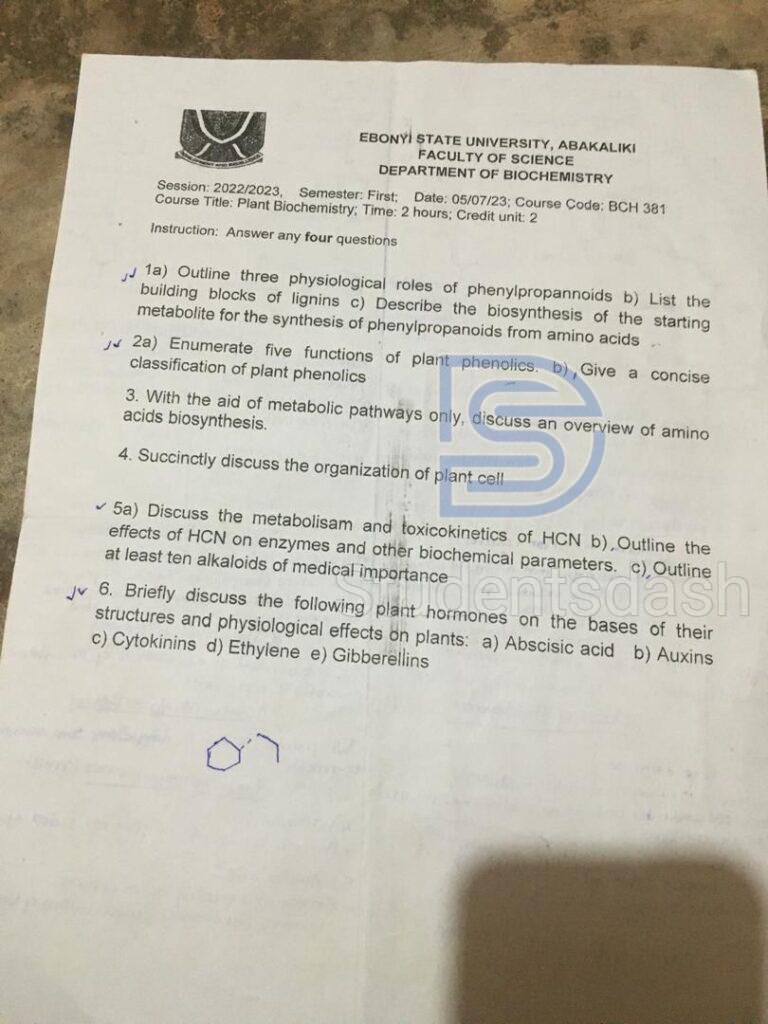 EBONYI STATE UNIVERSITY, ABAKALIKI
FACULTY OF SCIENCE
DEPARTMENT OF BIOCHEMISTRY
Session: 2022/2023, Semester: First; Date: 05/07/23; Course Code: BCH 381
Course Title: Plant Biochemistry; Time: 2 hours; Credit unit: 2
Instruction: Answer any four questions
1a) Outline three physiological roles of phenylpropannoids b) List the
building blocks of lignins c) Describe the biosynthesis of the starting
metabolite for the synthesis of phenylpropanoids from amino acids
2a) Enumerate five functions of plant phenolics. b) Give a concise
classification of plant phenolics
3. With the aid of metabolic pathways only, discuss an overview of amino
acids biosynthesis.
4. Succinctly discuss the organization of plant cell
5a) Discuss the metabolisam and toxicokinetics of HCN b) Outline the
effects of HCN on enzymes and other biochemical parameters. c) Outline
at least ten alkaloids of medical importance
Studentsdash
6. Briefly discuss the following plant hormones on the bases of their
structures and physiological effects on plants: a) Abscisic acid b) Auxins
c) Cytokinins d) Ethylene e) Gibberellins